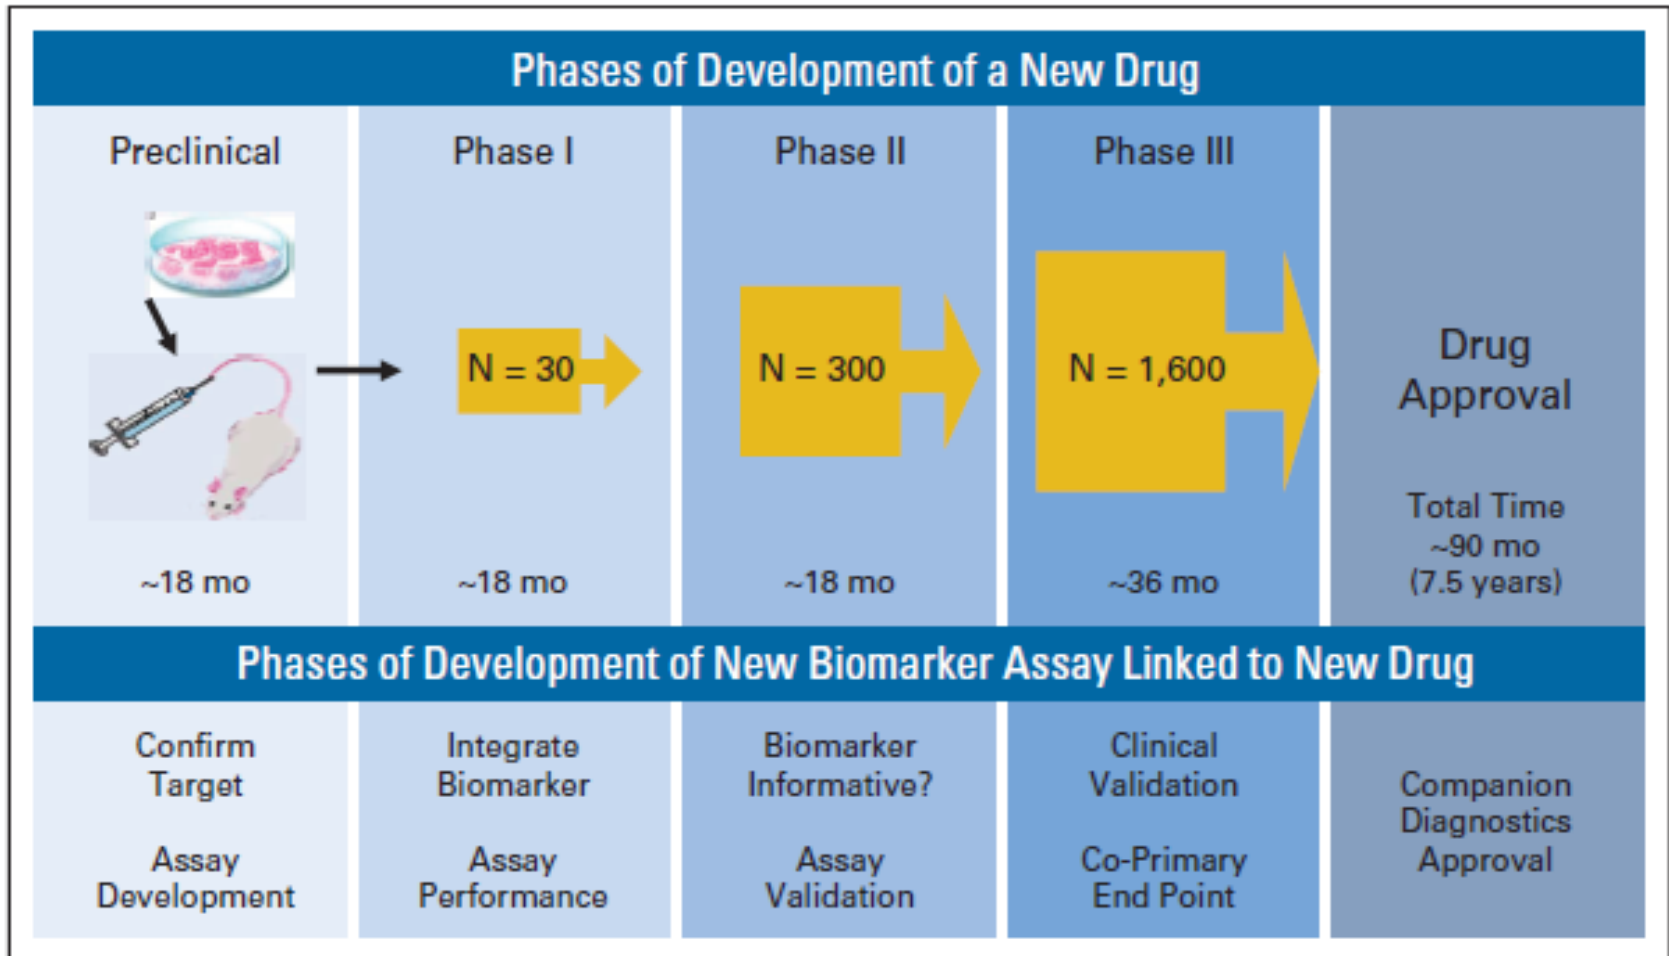 Phases of Development of a New Drug
Preclinical
Phase I
Phase II
Phase III
N = 30
N = 300
N = 1,600
Drug
Approval
Total Time
~90 mo
(7.5 years)
~18 mo
~18 mo
~18 mo
~36 mo
Phases of Development of New Biomarker Assay Linked to New Drug
Confirm
Target
Assay
Development
Integrate
Biomarker
Assay
Performance
Biomarker
Informative?
Assay
Validation
Clinical
Validation
Co-Primary
End Point
Companion
Diagnostics
Approval